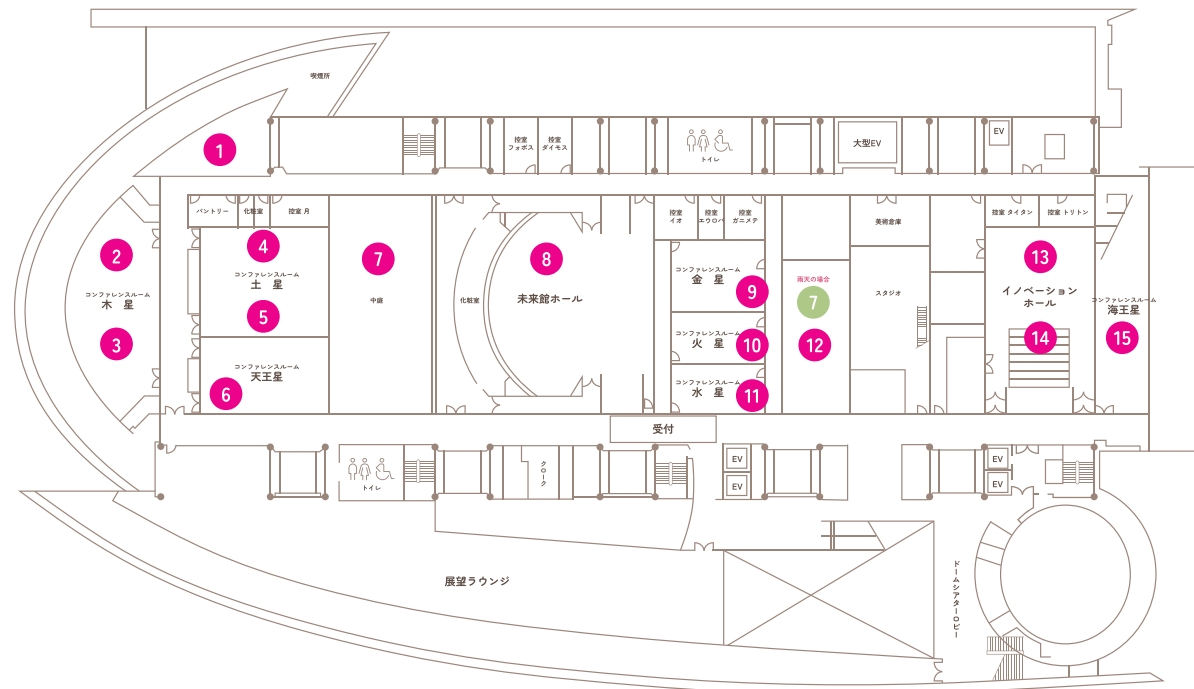 喫煙所
1
控室
フォボス
控室
ダイモス
トイレ
大型EV
EV
パントリー
化粧室
控室 月
控室
イオ
控室
エウロパ
控室
ガニメテ
美術倉庫
控室 タイタン
控室 トリトン
2
コンファレンスルーム
木 星
3
4
コンファレンスルーム
土 星
5
コンファレンスルーム
天王星
6
7
中庭
化粧室
8
未来館ホール
コンファレンスルーム
金 星
9
コンファレンスルーム
火 星
10
コンファレンスルーム
水 星
11
雨天の場合
7
12
スタジオ
13
イノベーション
ホール
14
コンファレンスルーム
海王星
15
受付
トイレ
クローク
EV
EV
EV
EV
展望ラウンジ
ドームシアターロビー